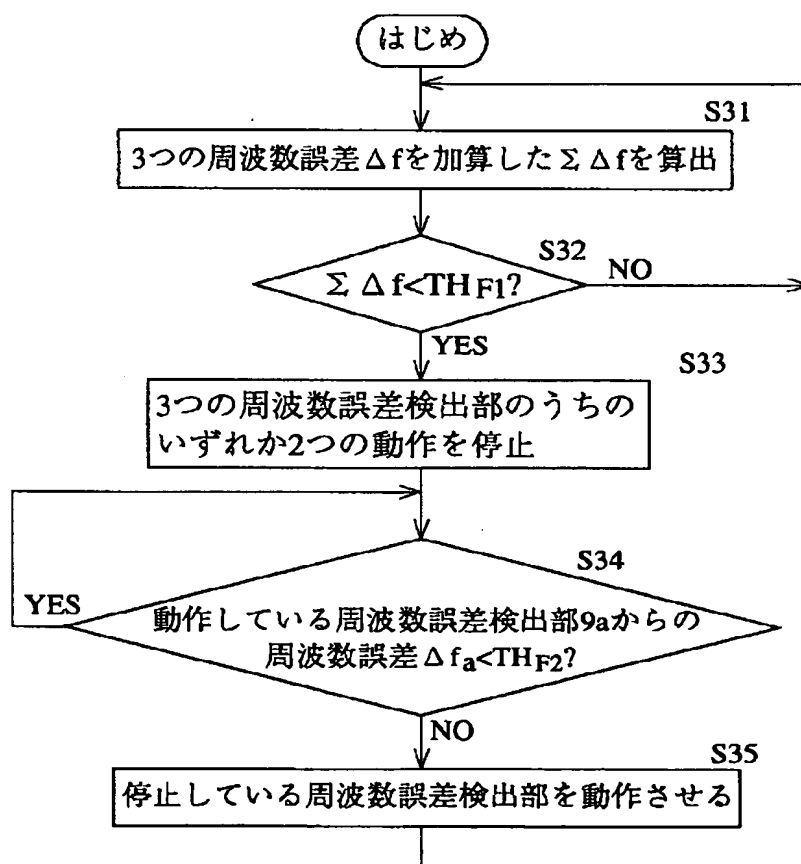 はじめ
S31
3つの周波数誤差Δfを加算したΣΔfを算出
S32
ΣΔf<THF1?
NO
YES
S33
3つの周波数誤差検出部のうちの
いずれか2つの動作を停止
S34
YES
動作している周波数誤差検出部9aからの
周波数誤差Δfa<THF2?
NO
S35
停止している周波数誤差検出部を動作させる